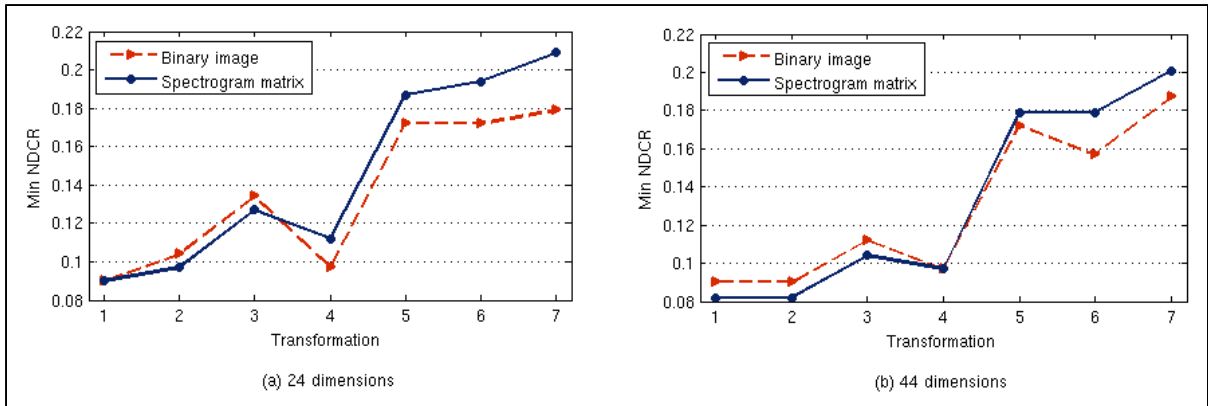 0.22
0.2
0.18
0.16
0.14
0.12
0.1
0.08
Min NDCR
Binary image
Spectrogram matrix
1 2 3 4 5 6 7
Transformation
(a) 24 dimensions
0.22
0.2
0.18
0.16
0.14
0.12
0.1
0.08
Min NDCR
Binary image
Spectrogram matrix
1 2 3 4 5 6 7
Transformation
(b) 44 dimensions